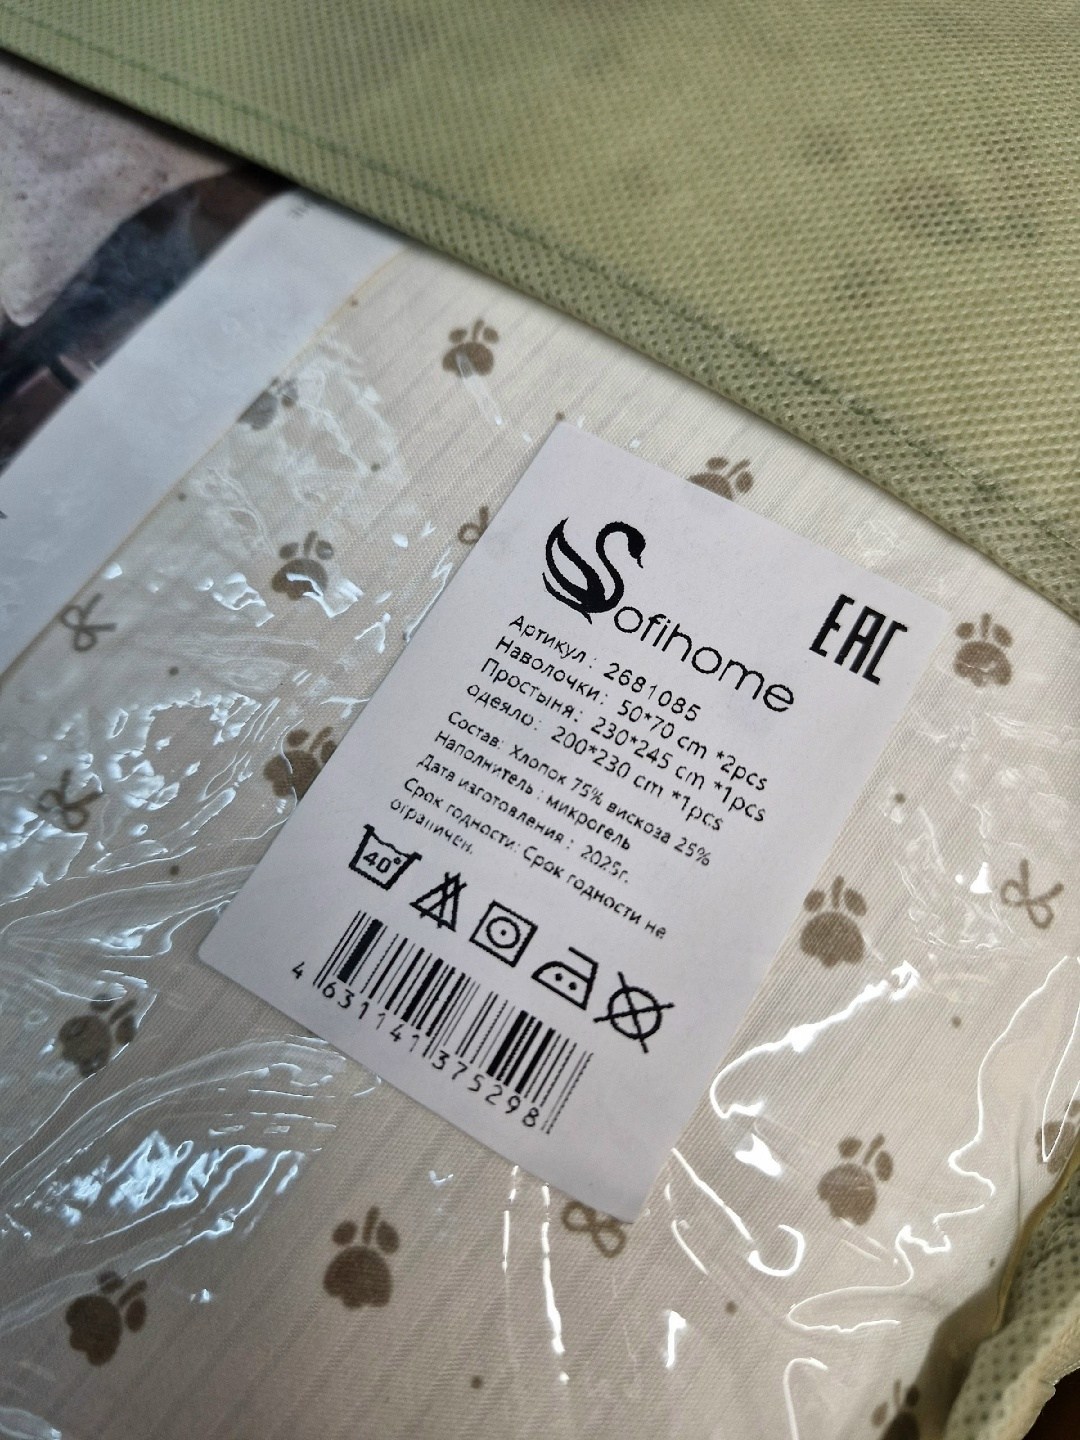 Sofihome
EAC
Артикул: 2681085
Наволочки: 50*70 cm *2pcs
Простыня: 230*245 cm *1pcs
одеяло: 200*230 cm *1pcs
Состав: Хлопок 75% вискоза 25%
Наполнитель: микрогель
Дата изготовления: 2025г.
Срок годности: Срок годности не
ограничен.
40°
4 631141 375298